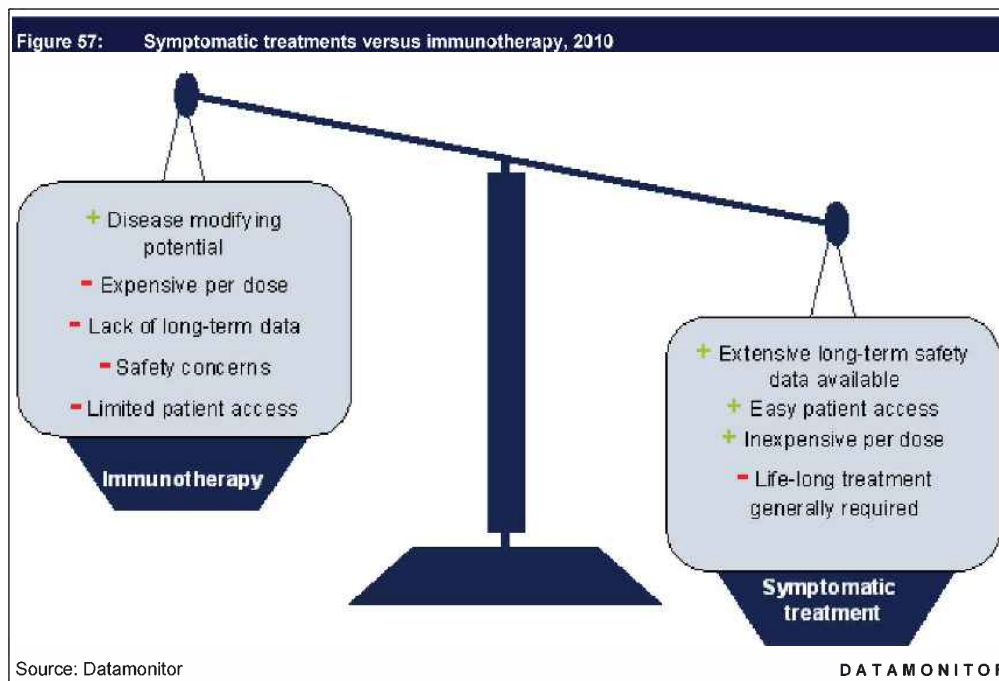 Figure 57: Symptomatic treatments versus immunotherapy, 2010
+ Disease modifying
potential
- Expensive per dose
- Lack of long-term data
- Safety concerns
- Limited patient access
Immunotherapy
+ Extensive long-term safety
data available
+ Easy patient access
+ Inexpensive per dose
- Life-long treatment
generally required
Symptomatic
treatment
Source: Datamonitor
DATAMONITOR